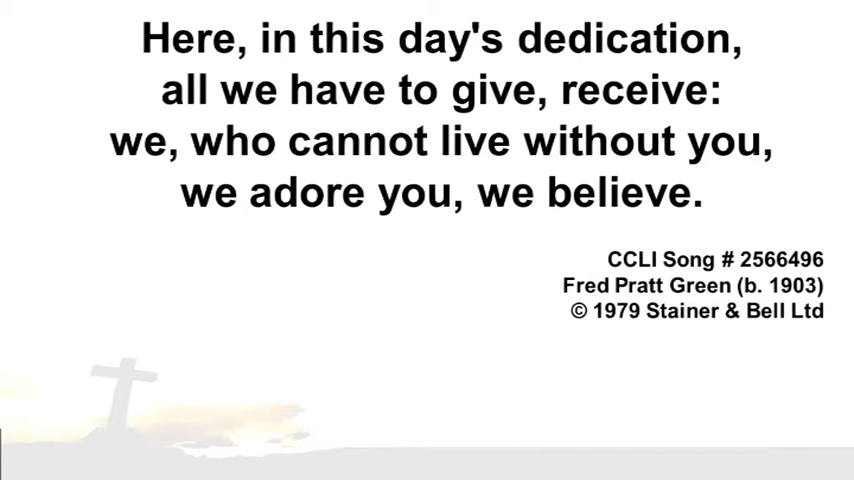 Here, in this day's dedication,
all we have to give, receive:
we, who cannot live without you,
we adore you, we believe.
CCLI Song # 2566496
Fred Pratt Green (b. 1903)
© 1979 Stainer & Bell Ltd